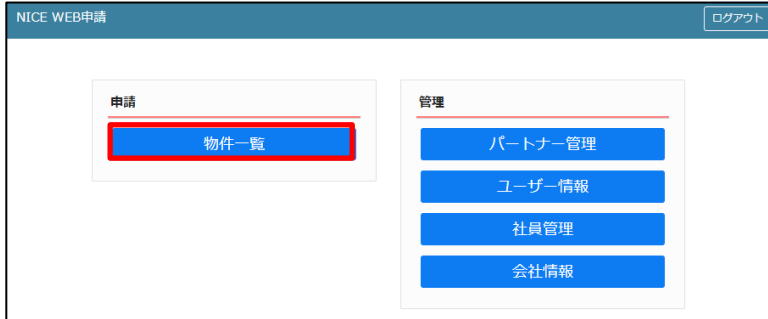 NICE WEB申請
ログアウト
申請
物件一覧
管理
パートナー管理
ユーザー情報
社員管理
会社情報